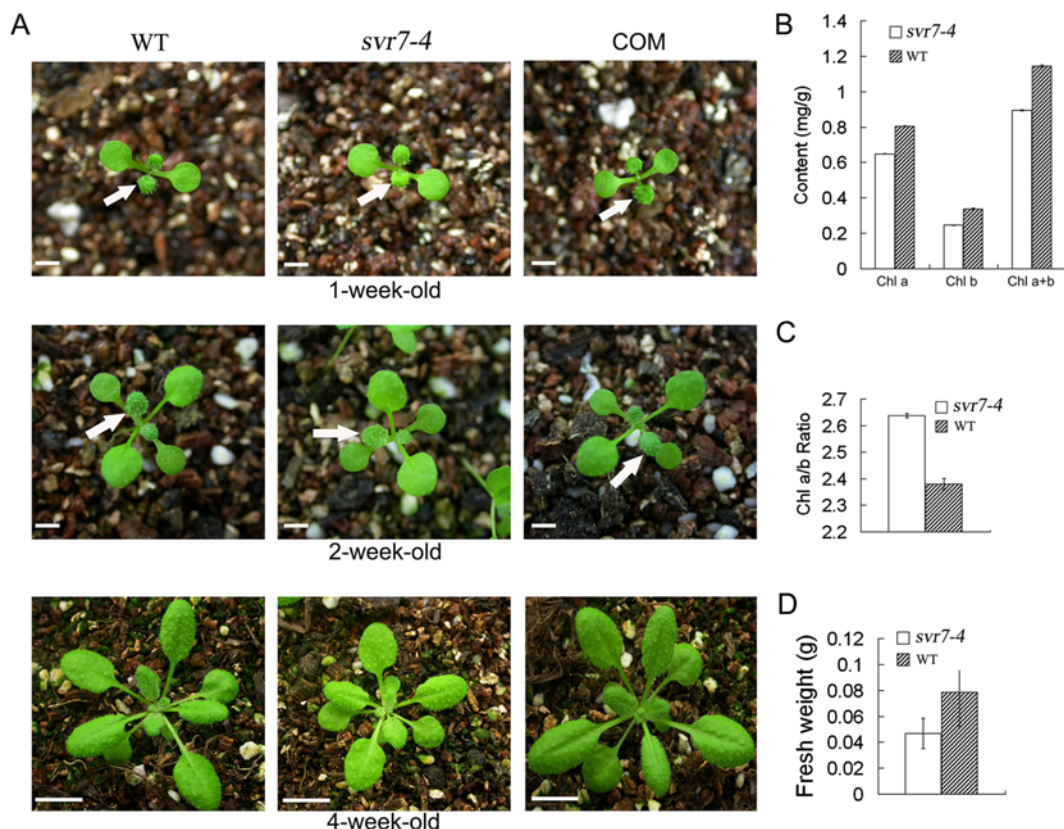 A
WT
svr7-4
COM
1-week-old
2-week-old
4-week-old
B
svr7-4
WT
Content (mg/g)
1.4
1.2
1
0.8
0.6
0.4
0.2
0
Chl a
Chl b
Chl a+b
C
svr7-4
WT
Chl a/b Ratio
2.7
2.6
2.5
2.4
2.3
2.2
D
svr7-4
WT
Fresh weight (g)
0.12
0.1
0.08
0.06
0.04
0.02
0